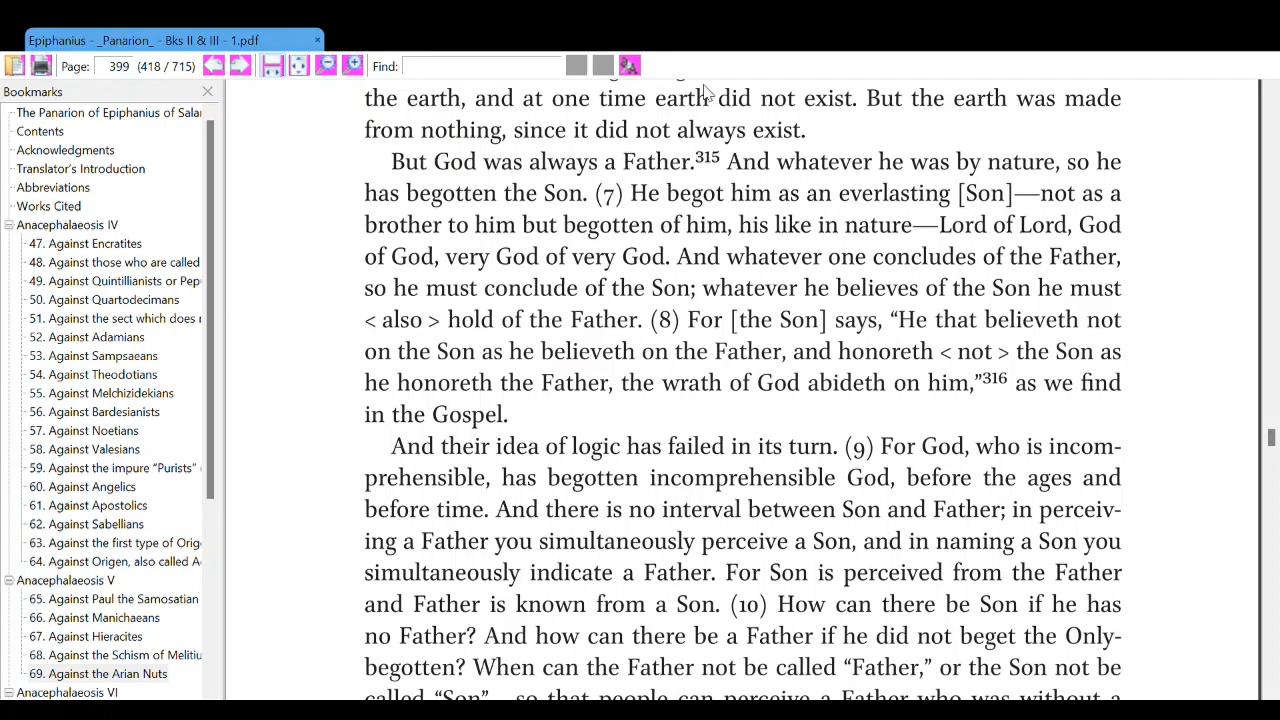 Epiphanius - _Panarion_ - Bks II & III - 1.pdf ×
Page: 399 (418 / 715) Find:
Bookmarks
The Panarion of Epiphanius of Sala
Contents
Acknowledgments
Translator's Introduction
Abbreviations
Works Cited
Anacephalaeosis IV
47. Against Encratites
48. Against those who are called
49. Against Quintillianists or Pep
50. Against Quartodecimans
51. Against the sect which does r
52. Against Adamians
53. Against Sampsaeans
54. Against Theodotians
55. Against Melchizidekians
56. Against Bardesianists
57. Against Noetians
58. Against Valesians
59. Against the impure “Purists” (
60. Against Angelics
61. Against Apostolics
62. Against Sabellians
63. Against the first type of Orig
64. Against Origen, also called A
Anacephalaeosis V
65. Against Paul the Samosatian
66. Against Manichaeans
67. Against Hieracites
68. Against the Schism of Melitiu
69. Against the Arian Nuts
Anacephalaeosis VI
the earth, and at one time earth did not exist. But the earth was made
from nothing, since it did not always exist.
But God was always a Father.315 And whatever he was by nature, so he
has begotten the Son. (7) He begot him as an everlasting [Son]—not as a
brother to him but begotten of him, his like in nature—Lord of Lord, God
of God, very God of very God. And whatever one concludes of the Father,
so he must conclude of the Son; whatever he believes of the Son he must
< also > hold of the Father. (8) For [the Son] says, “He that believeth not
on the Son as he believeth on the Father, and honoreth < not > the Son as
he honoreth the Father, the wrath of God abideth on him,”316 as we find
in the Gospel.
And their idea of logic has failed in its turn. (9) For God, who is incom-
prehensible, has begotten incomprehensible God, before the ages and
before time. And there is no interval between Son and Father; in perceiv-
ing a Father you simultaneously perceive a Son, and in naming a Son you
simultaneously indicate a Father. For Son is perceived from the Father
and Father is known from a Son. (10) How can there be Son if he has
no Father? And how can there be a Father if he did not beget the Only-
begotten? When can the Father not be called “Father,” or the Son not be
called “Son”—so that people can perceive a Father who was without a